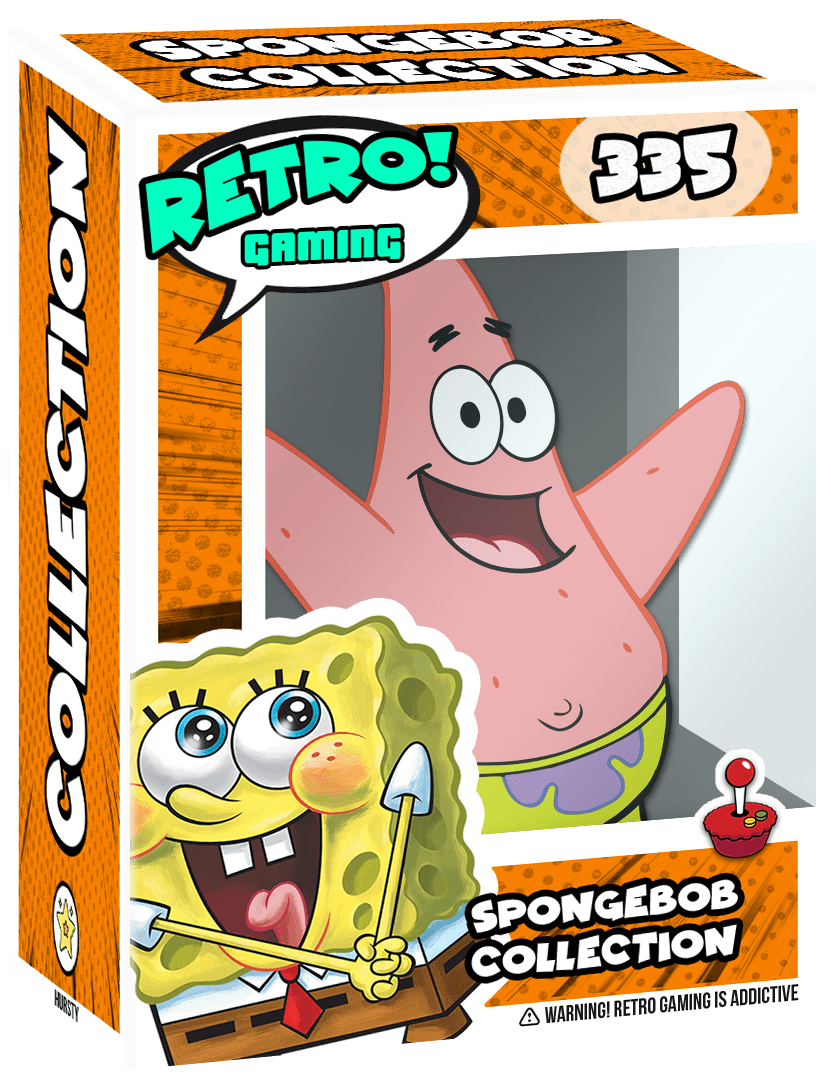 SPONGEBOB
COLLECTION
COLLECTION
HURSTY
RETRO!
GAMING
335
SPONGEBOB
COLLECTION
WARNING! RETRO GAMING IS ADDICTIVE